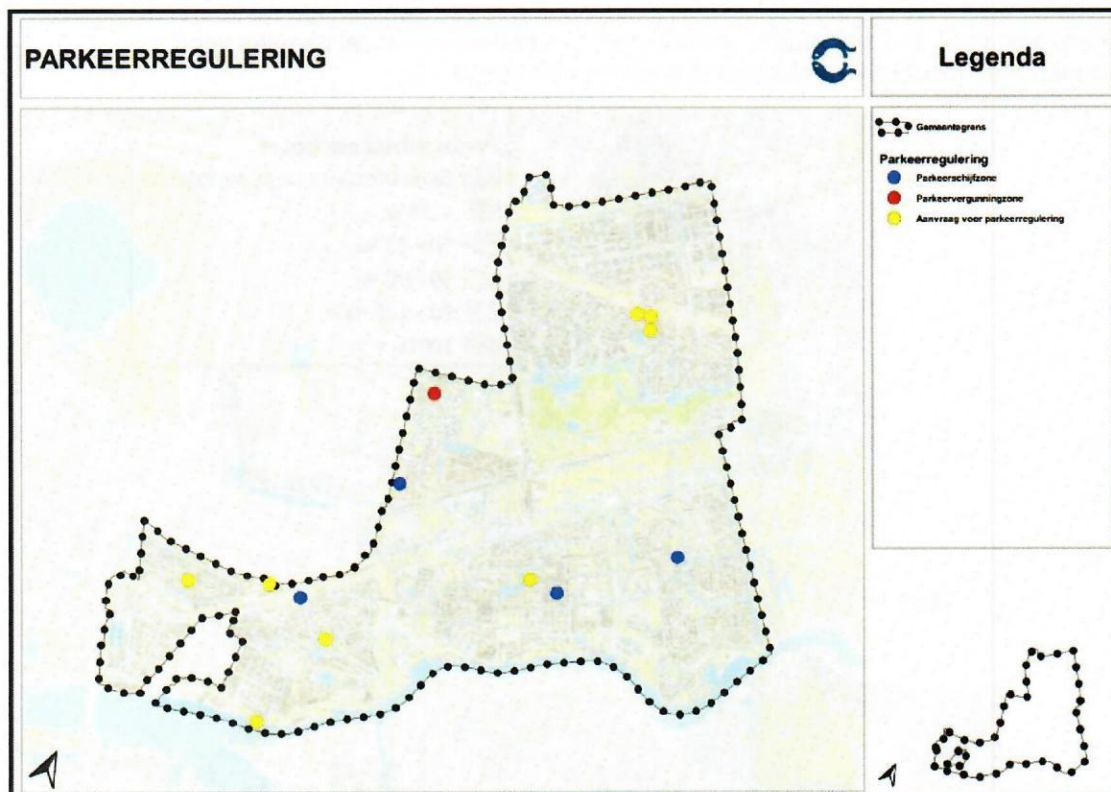 PARKEERREGULERING
Legenda
Gemeentegrens
Parkeerregulering
Parkeerschijfzone
Parkeervergunningzone
Aanvraag voor parkeerregulering